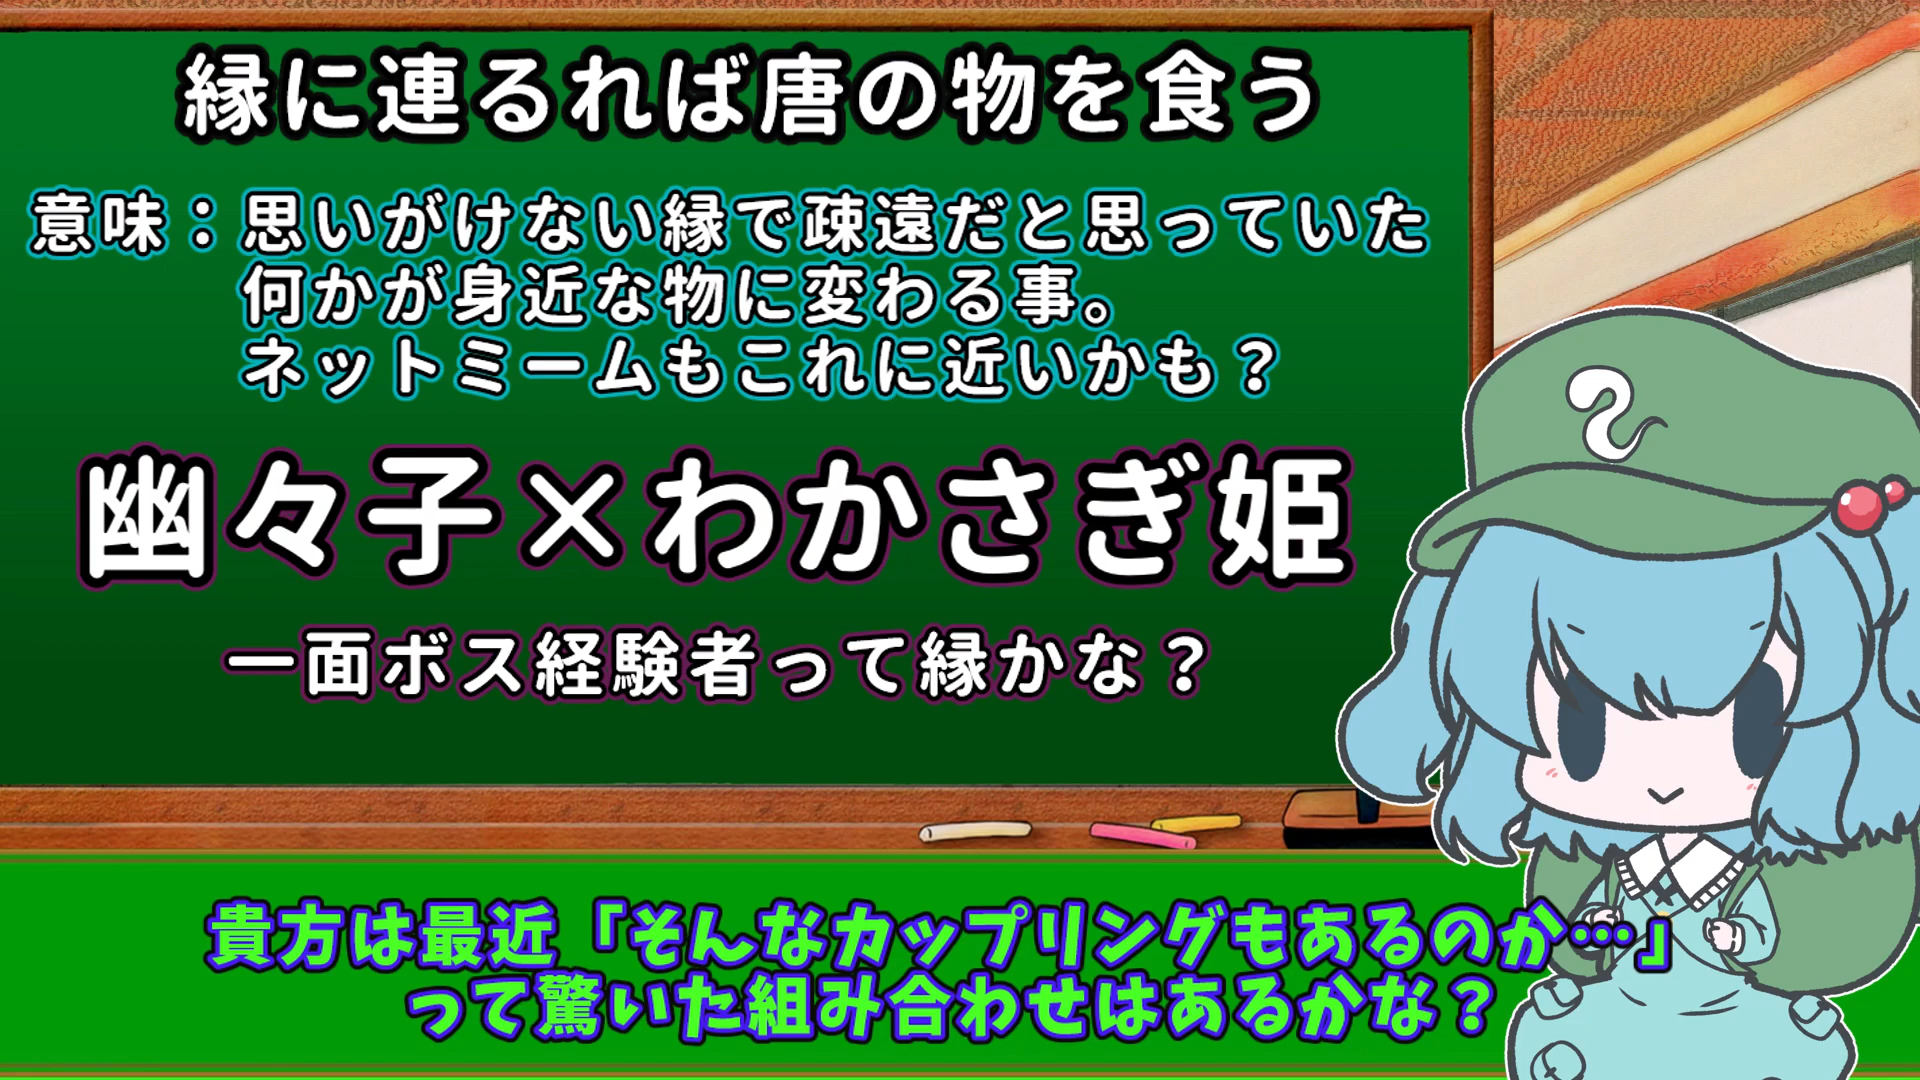 縁に連るれば唐の物を食う
意味：思いがけない縁で疎遠だと思っていた
何かが身近な物に変わる事。
ネットミームもこれに近いかも？
幽々子×わかさぎ姫
一面ボス経験者って縁かな？
貴方は最近「そんなカップリングもあるのか…」
って驚いた組み合わせはあるかな？